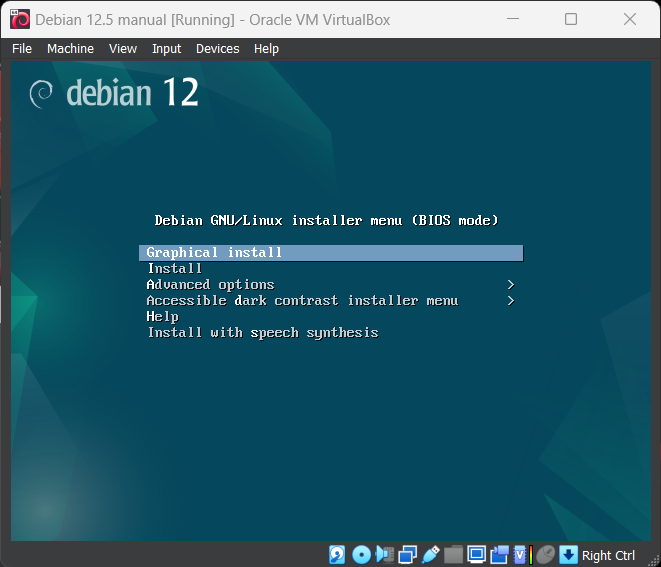 Debian 12.5 manual [Running] - Oracle VM VirtualBox
File Machine View Input Devices Help
debian 12
Debian GNU/Linux installer menu (BIOS mode)
Graphical install
Install
Advanced options >
Accessible dark contrast installer menu >
Help
Install with speech synthesis
Right Ctrl